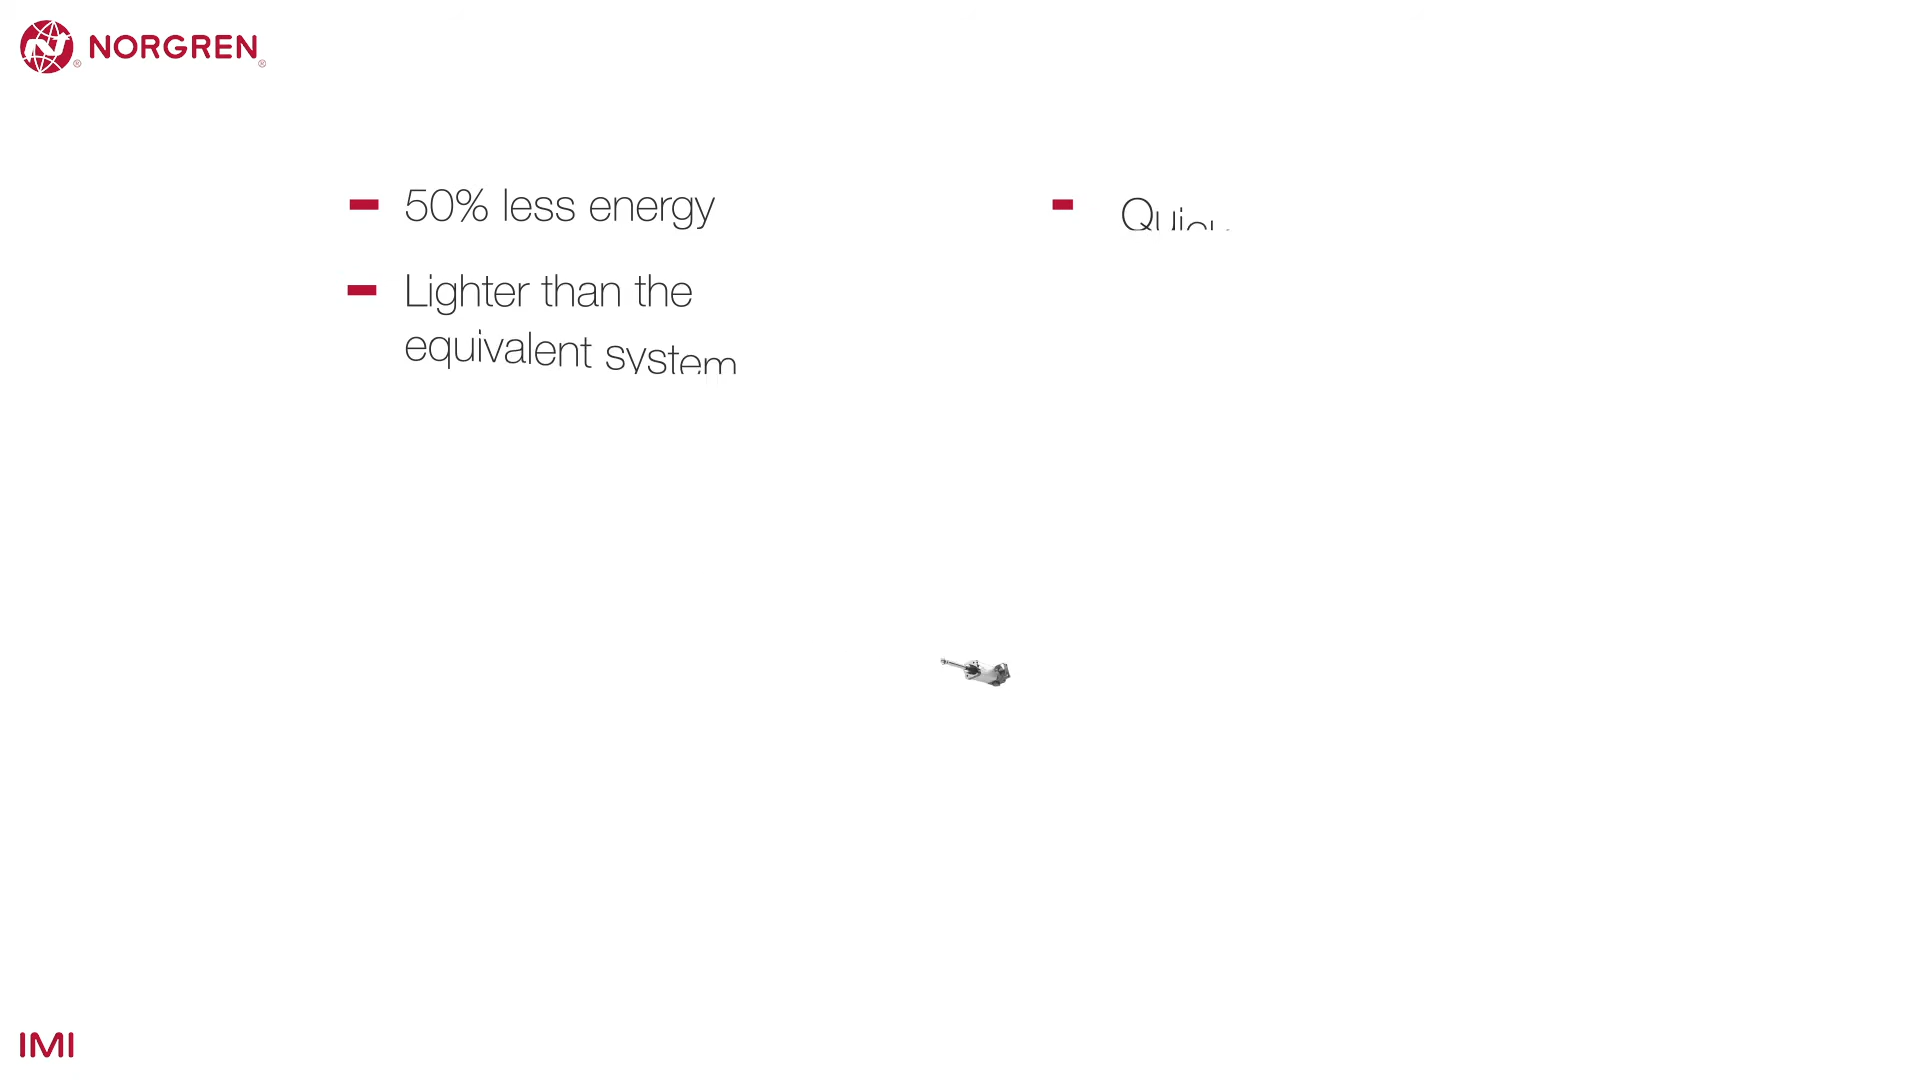 NORGREN
50% less energy
Lighter than the
equivalent system
IMI